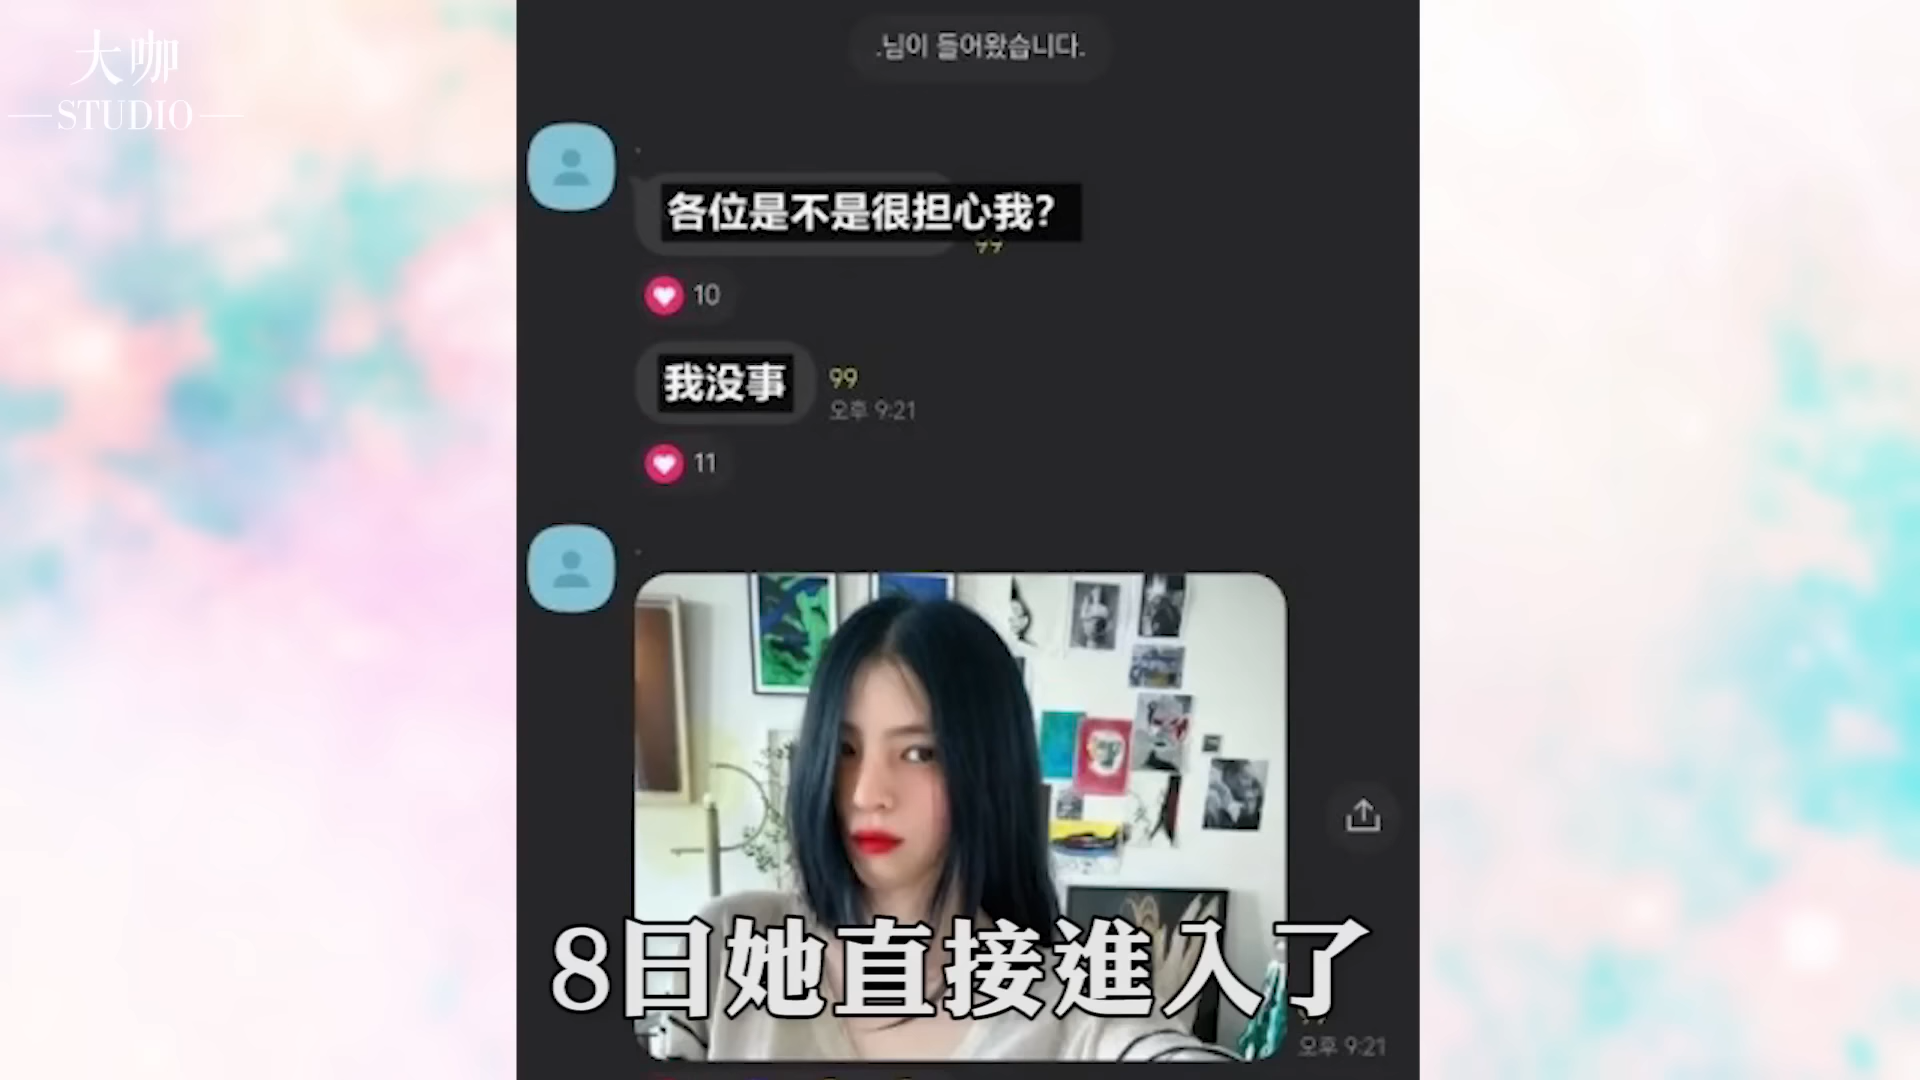 大咖
STUDIO
.님이 들어왔습니다.
各位是不是很担心我？
10
我没事
99
오후 9:21
11
8日她直接進入了
오후 9:21